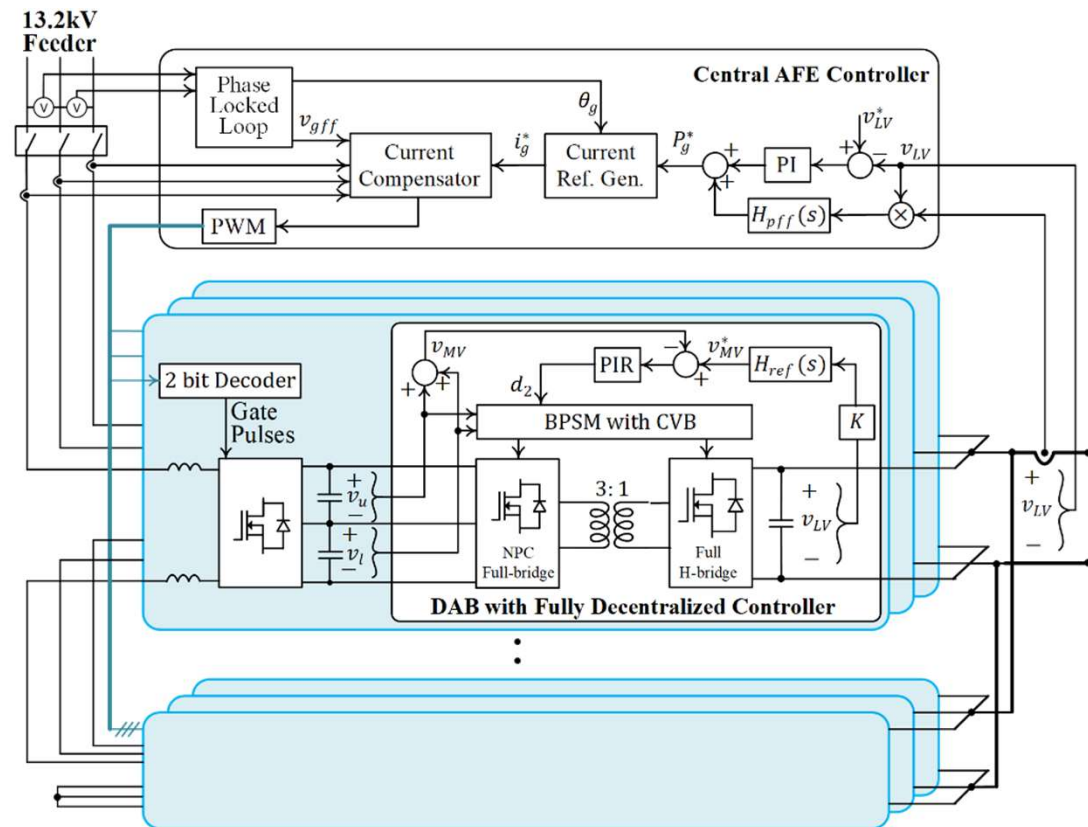 13.2kV
Feeder
V
V
Central AFE Controller
Phase
Locked
Loop
θ_g
v_gff
v_LV^*
+
−
v_LV
i_g^*
P_g^*
Current
Compensator
Current
Ref. Gen.
+
+
PI
H_pff(s)
×
PWM
v_MV
−
+
v_MV^*
PIR
H_ref(s)
2 bit Decoder
+
+
d_2
K
Gate
Pulses
BPSM with CVB
+
v_u
−
+
v_l
−
3:1
+
v_LV
−
+
v_LV
−
NPC
Full-bridge
Full
H-bridge
DAB with Fully Decentralized Controller